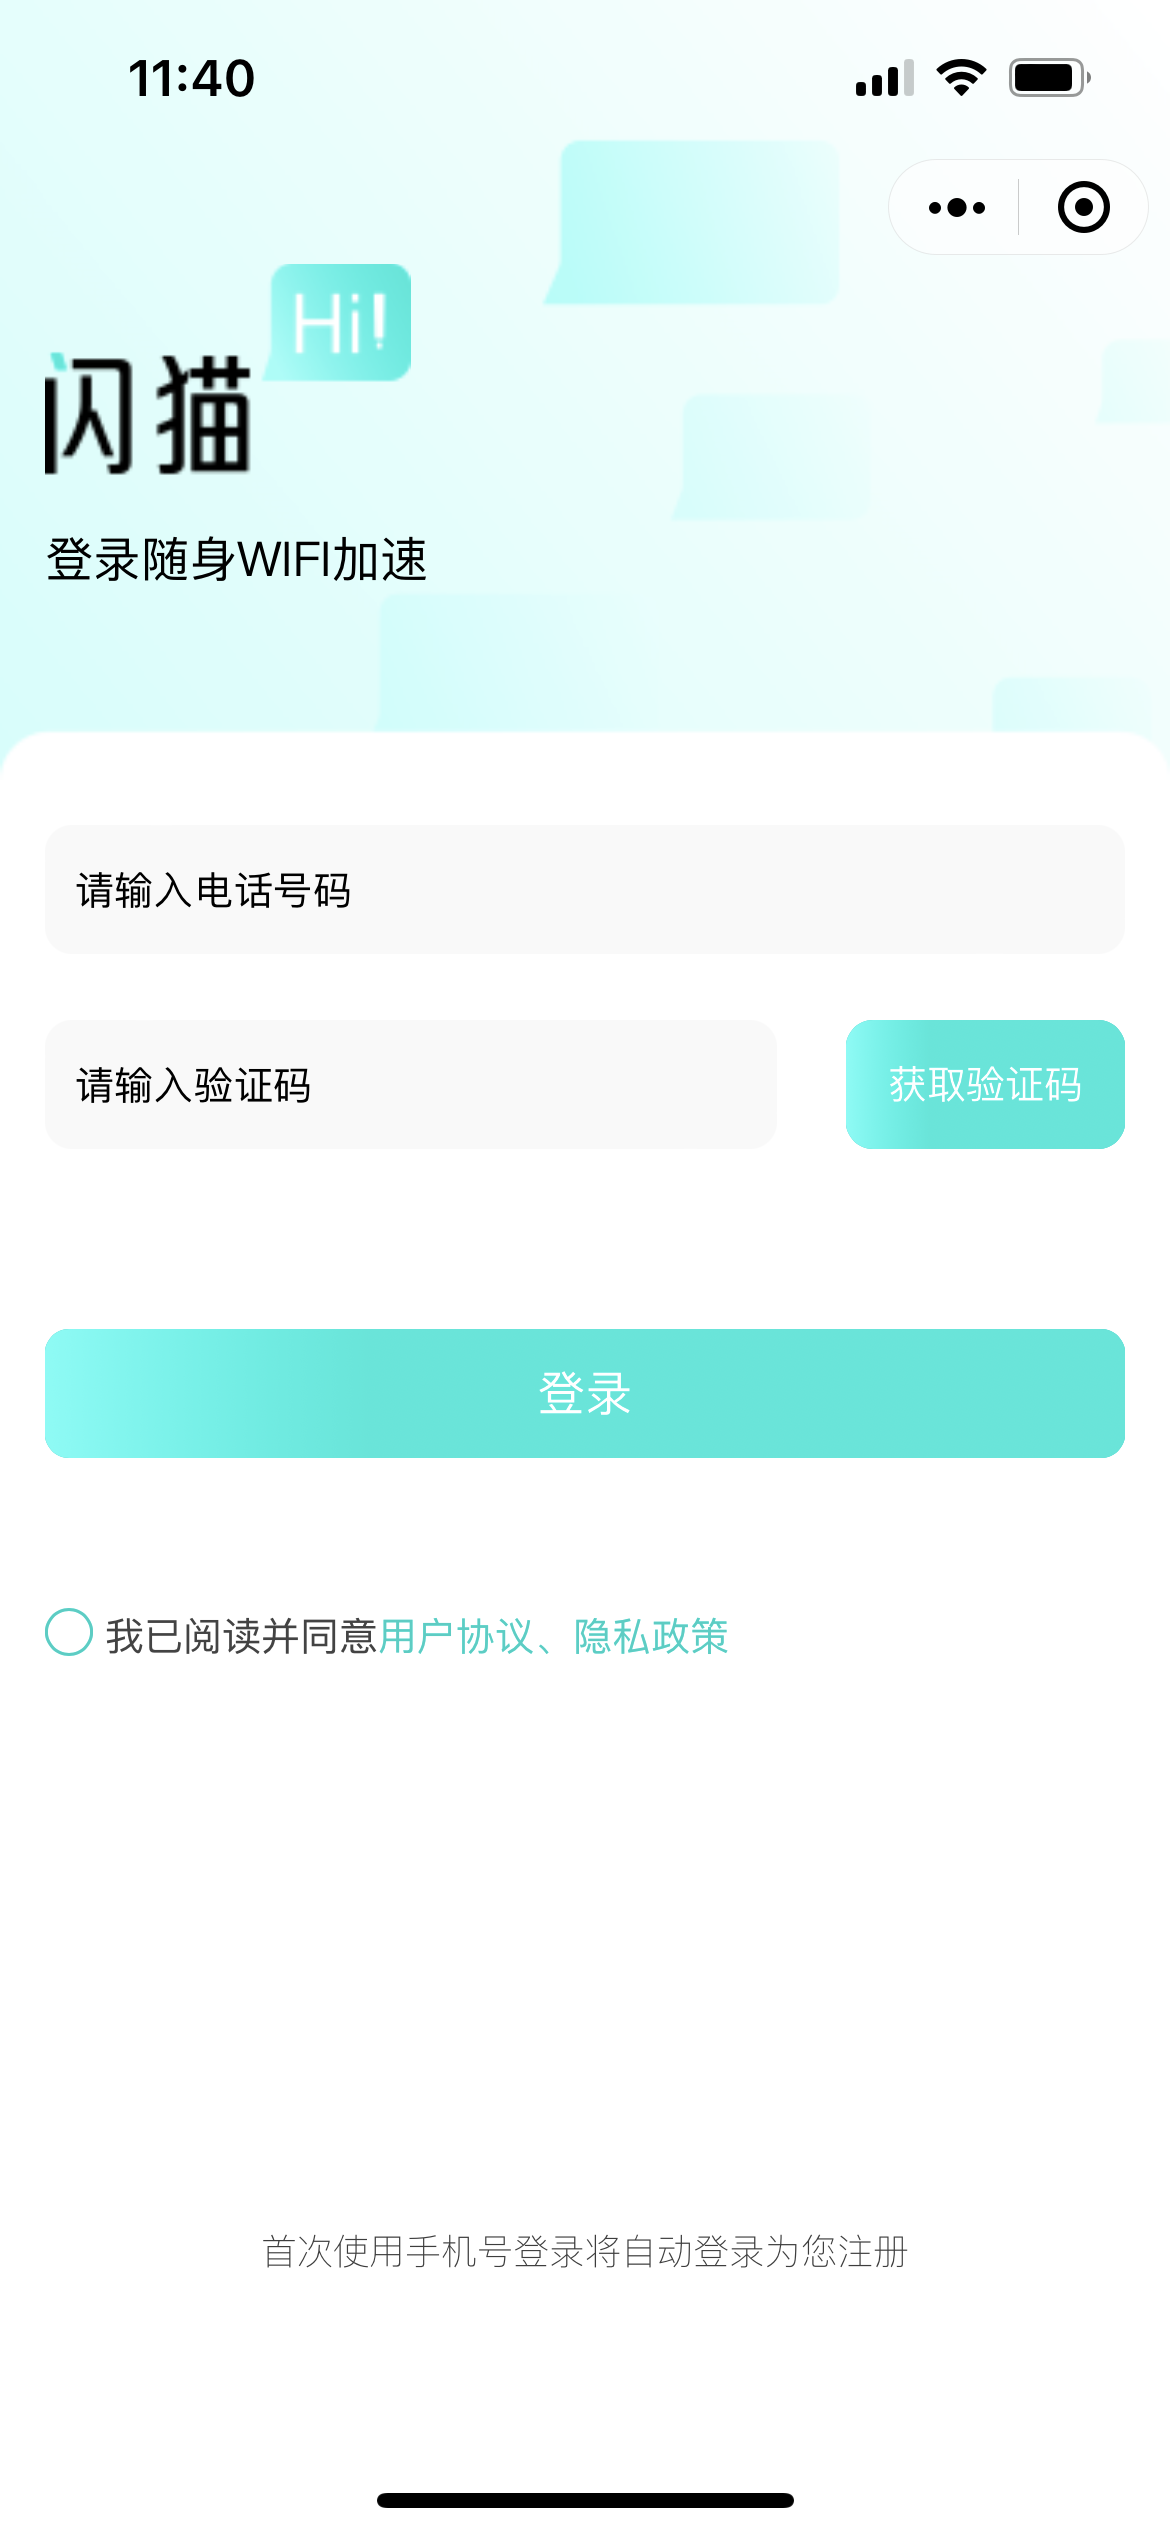 11:40
Hi!
闪猫
登录随身WIFI加速
请输入电话号码
请输入验证码
获取验证码
登录
我已阅读并同意用户协议、隐私政策
首次使用手机号登录将自动登录为您注册